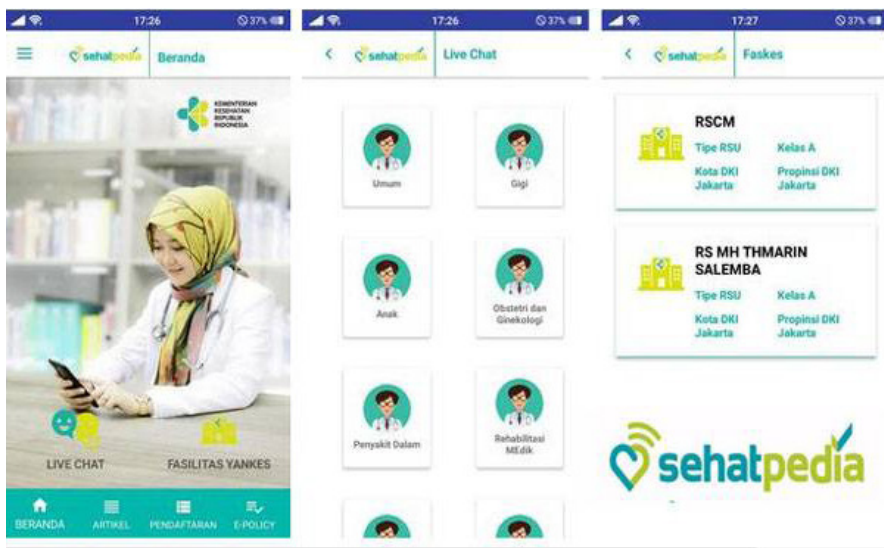 17:26
37%
sehatpedia
Beranda
KEMENTERIAN
KESEHATAN
REPUBLIK
INDONESIA
LIVE CHAT
FASILITAS YANKES
BERANDA
ARTIKEL
PENDAFTARAN
E-POLICY
17:26
37%
sehatpedia
Live Chat
Umum
Gigi
Anak
Obstetri dan
Ginekologi
Penyakit Dalam
Rehabilitasi
MEdik
17:27
37%
sehatpedia
Faskes
RSCM
Tipe RSU
Kelas A
Kota DKI
Jakarta
Propinsi DKI
Jakarta
RS MH THMARIN
SALEMBA
Tipe RSU
Kelas A
Kota DKI
Jakarta
Propinsi DKI
Jakarta
sehatpedia